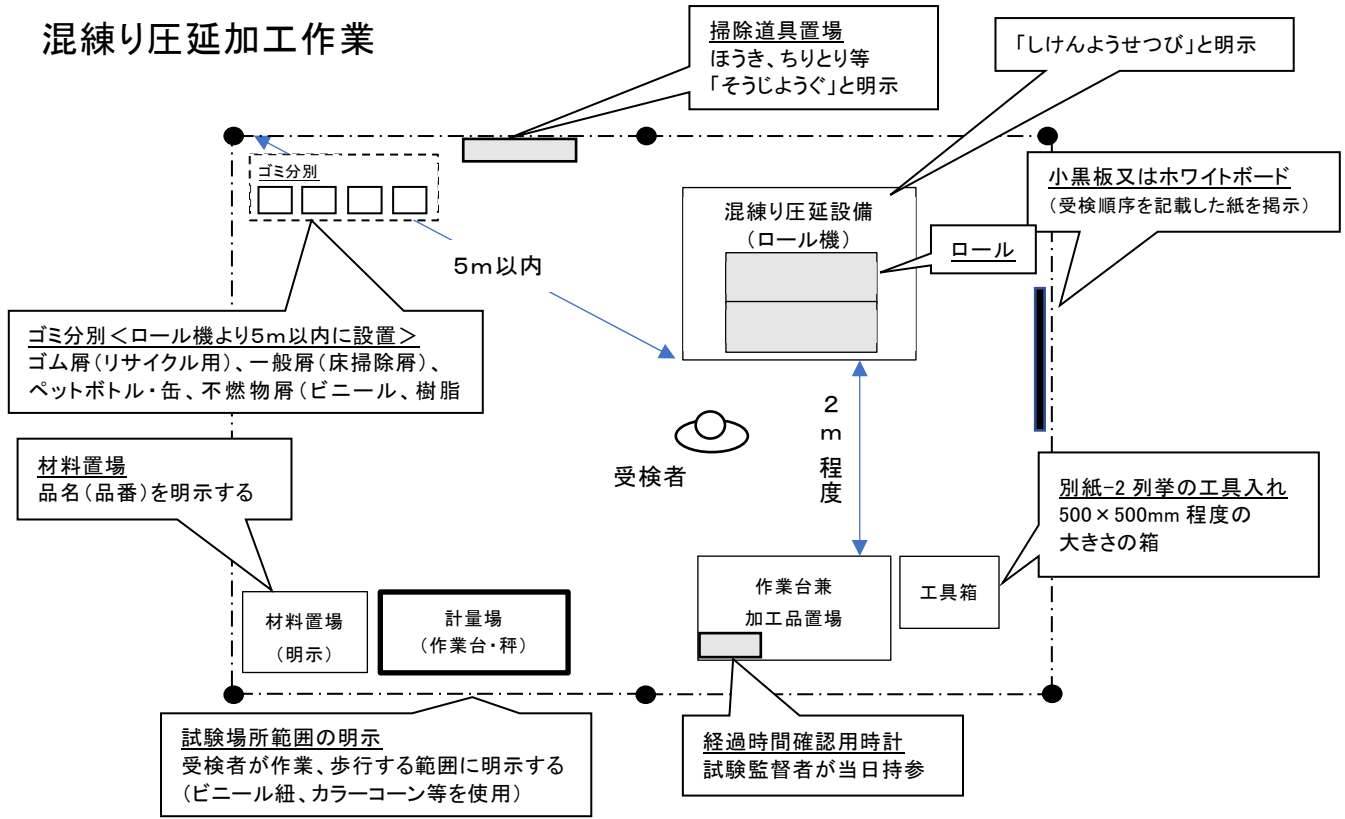 混練り圧延加工作業
掃除道具置場
ほうき、ちりとり等
「そうじようぐ」と明示
「しけんようせつび」と明示
ゴミ分別
混練り圧延設備
（ロール機）
ロール
小黒板又はホワイトボード
（受検順序を記載した紙を掲示）
5m以内
ゴミ分別＜ロール機より5m以内に設置＞
ゴム屑（リサイクル用）、一般屑（床掃除屑）、
ペットボトル・缶、不燃物屑（ビニール、樹脂
2m程度
受検者
材料置場
品名（品番）を明示する
別紙-2 列挙の工具入れ
500×500mm 程度の
大きさの箱
材料置場
（明示）
計量場
（作業台・秤）
作業台兼
加工品置場
工具箱
試験場所範囲の明示
受検者が作業、歩行する範囲に明示する
（ビニール紐、カラーコーン等を使用）
経過時間確認用時計
試験監督者が当日持参